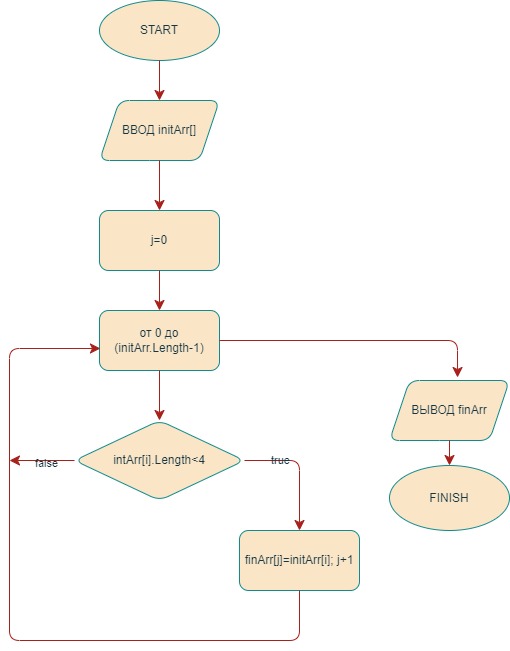 START
ВВОД initArr[]
j=0
от 0 до
(initArr.Length-1)
ВЫВОД finArr
intArr[i].Length<4
false
true
FINISH
finArr[j]=initArr[i]; j+1